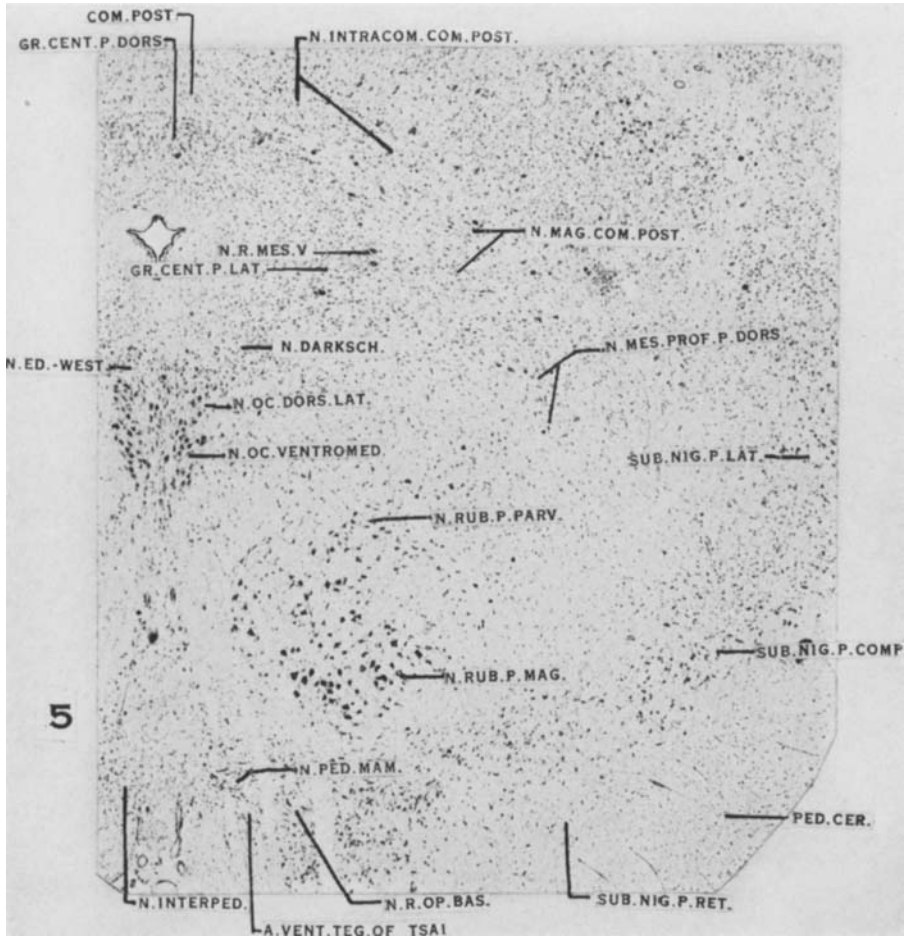 COM.POST
GR.CENT.P.DORS
N.INTRACOM.COM.POST.
N.MAG.COM.POST.
N.R.MES.V
GR.CENT.P.LAT.
N.DARKSCH.
N.MES.PROF.P.DORS
N.ED.-WEST.
N.OC.DORS.LAT.
N.OC.VENTROMED
SUB.NIG.P.LAT.
N.RUB.P.PARV.
SUB.NIG.P.COMP
N.RUB.P.MAG.
5
N.PED.MAM.
PED.CER.
N.INTERPED.
N.R.OP.BAS.
SUB.NIG.P.RET.
A.VENT.TEG.OF TSAI